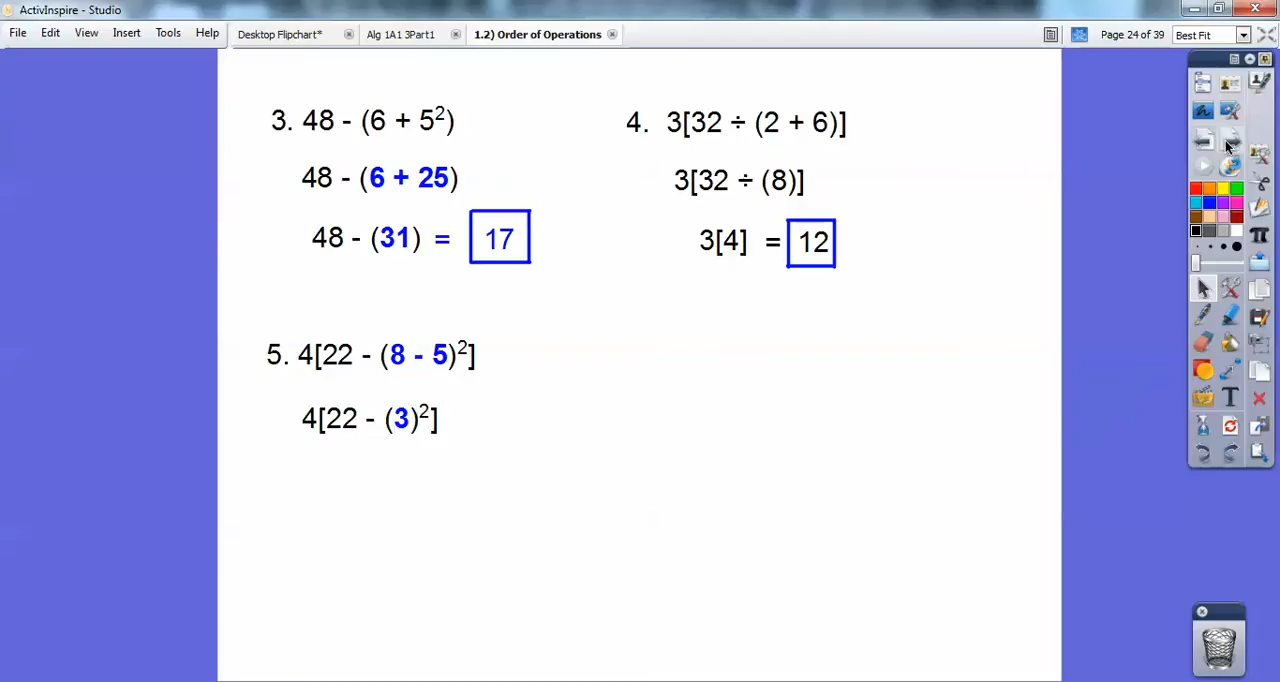 ActivInspire - Studio
File Edit View Insert Tools Help
Desktop Flipchart* Alg 1A1 3Part1 1.2) Order of Operations Page 24 of 39 Best Fit
3. 48 - (6 + 5²)
48 - (6 + 25)
48 - (31) = 17
4. 3[32 ÷ (2 + 6)]
3[32 ÷ (8)]
3[4] = 12
5. 4[22 - (8 - 5)²]
4[22 - (3)²]